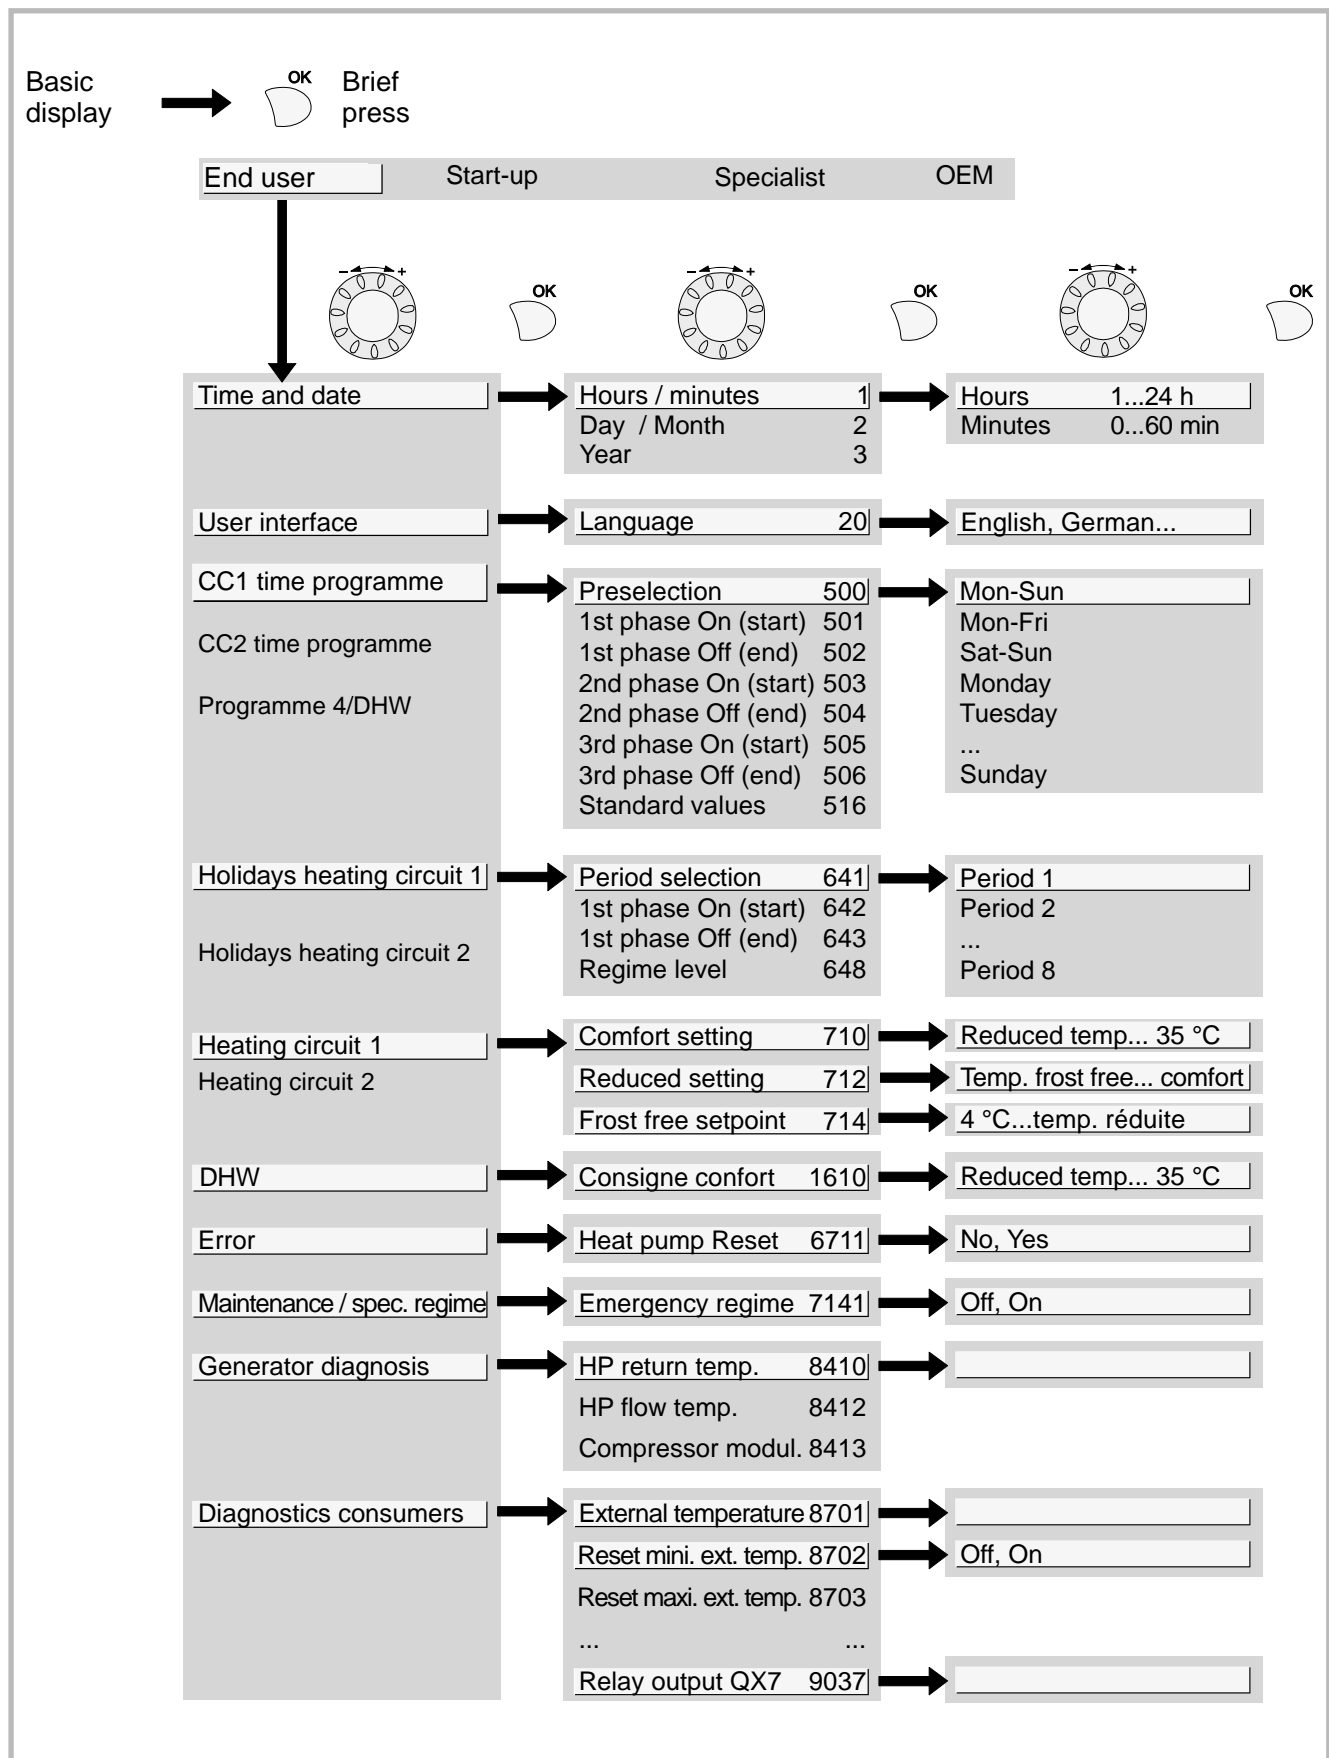 Basic display
OK
Brief press
End user Start-up Specialist OEM
- +
OK
- +
OK
- +
OK
Time and date Hours / minutes 1 Hours 1...24 h
Day / Month 2 Minutes 0...60 min
Year 3
User interface Language 20 English, German...
CC1 time programme Preselection 500 Mon-Sun
1st phase On (start) 501 Mon-Fri
CC2 time programme 1st phase Off (end) 502 Sat-Sun
2nd phase On (start) 503 Monday
Programme 4/DHW 2nd phase Off (end) 504 Tuesday
3rd phase On (start) 505 ...
3rd phase Off (end) 506 Sunday
Standard values 516
Holidays heating circuit 1 Period selection 641 Period 1
1st phase On (start) 642 Period 2
1st phase Off (end) 643 ...
Holidays heating circuit 2 Regime level 648 Period 8
Heating circuit 1 Comfort setting 710 Reduced temp... 35 °C
Heating circuit 2 Reduced setting 712 Temp. frost free... comfort
Frost free setpoint 714 4 °C...temp. réduite
DHW Consigne confort 1610 Reduced temp... 35 °C
Error Heat pump Reset 6711 No, Yes
Maintenance / spec. regime Emergency regime 7141 Off, On
Generator diagnosis HP return temp. 8410
HP flow temp. 8412
Compressor modul. 8413
Diagnostics consumers External temperature 8701
Reset mini. ext. temp. 8702 Off, On
Reset maxi. ext. temp. 8703
... ...
Relay output QX7 9037